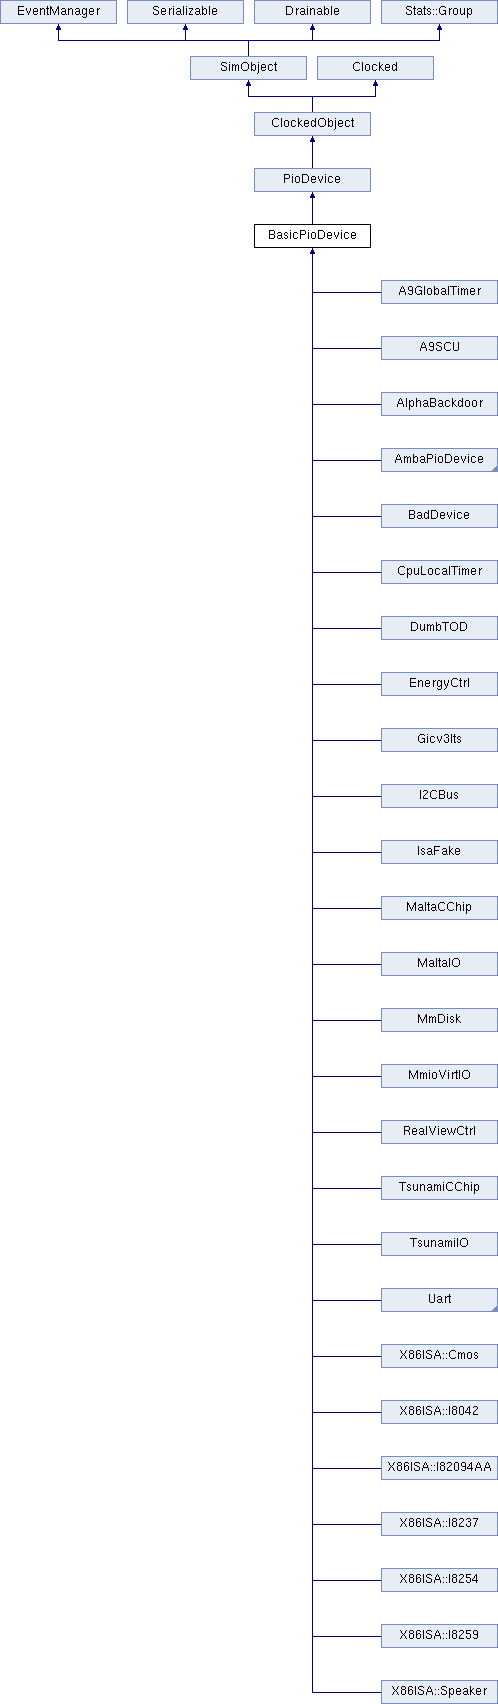 EventManager
Serializable
Drainable
Stats::Group
SimObject
Clocked
ClockedObject
PioDevice
BasicPioDevice
A9GlobalTimer
A9SCU
AlphaBackdoor
AmbaPioDevice
BadDevice
CpuLocalTimer
DumbTOD
EnergyCtrl
Gicv3Its
I2CBus
IsaFake
MaltaCChip
MaltaIO
MmDisk
MmioVirtIO
RealViewCtrl
TsunamiCChip
TsunamiIO
Uart
X86ISA::Cmos
X86ISA::I8042
X86ISA::I82094AA
X86ISA::I8237
X86ISA::I8254
X86ISA::I8259
X86ISA::Speaker